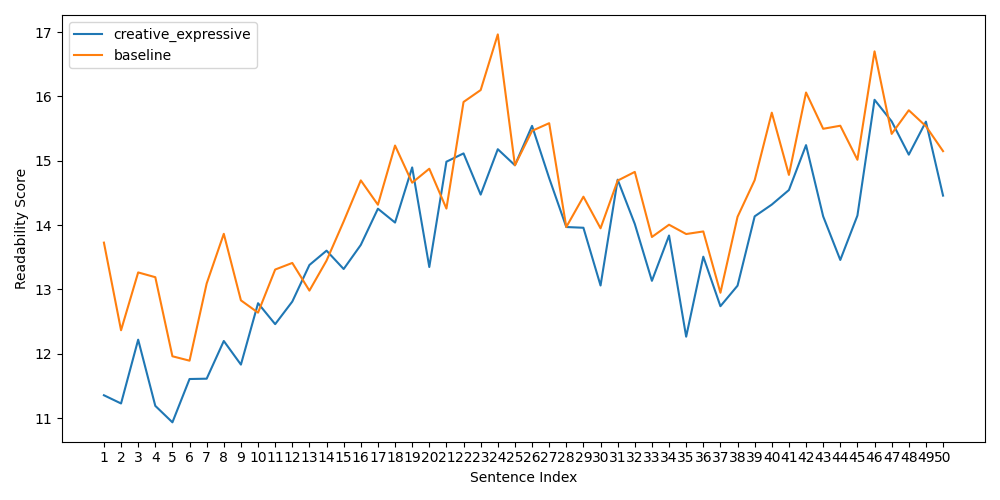 creative_expressive
baseline
17
16
15
14
13
12
11
Readability Score
1 2 3 4 5 6 7 8 9 10 11 12 13 14 15 16 17 18 19 20 21 22 23 24 25 26 27 28 29 30 31 32 33 34 35 36 37 38 39 40 41 42 43 44 45 46 47 48 49 50
Sentence Index